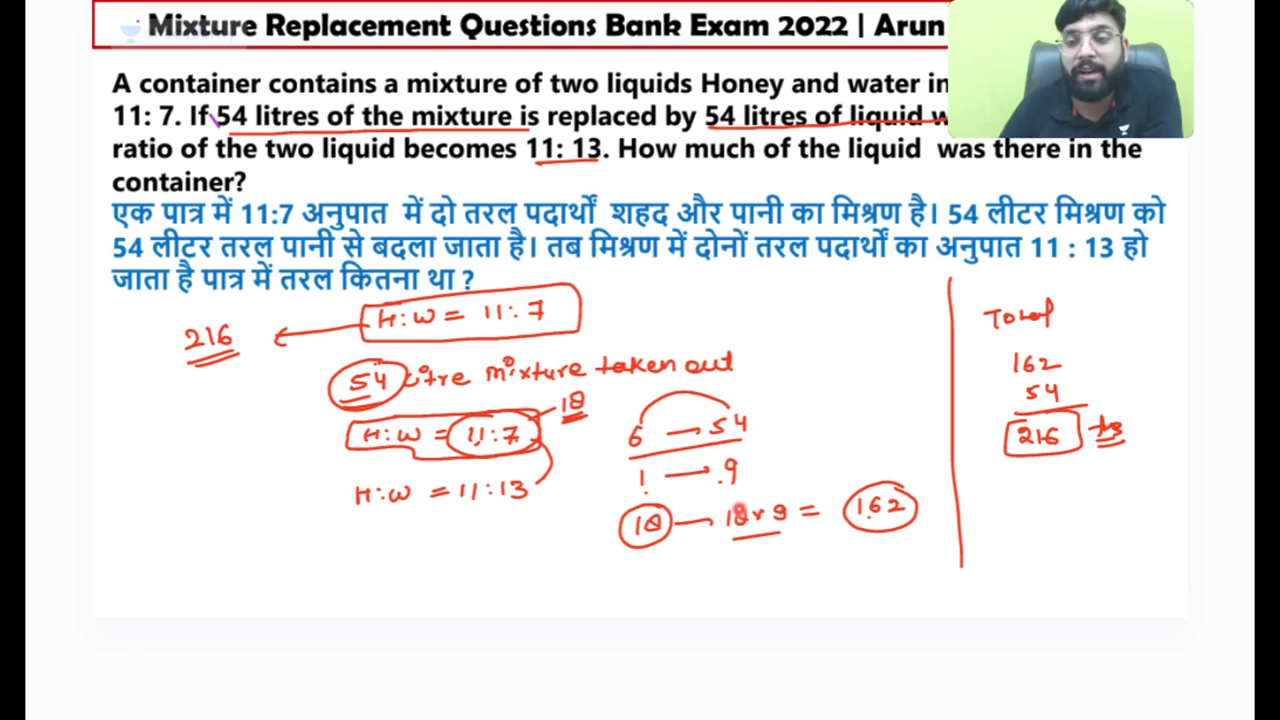 Mixture Replacement Questions Bank Exam 2022 | Arun
A container contains a mixture of two liquids Honey and water in
11: 7. If 54 litres of the mixture is replaced by 54 litres of liquid
ratio of the two liquid becomes 11: 13. How much of the liquid was there in the
container?
एक पात्र में 11:7 अनुपात में दो तरल पदार्थों शहद और पानी का मिश्रण है। 54 लीटर मिश्रण को
54 लीटर तरल पानी से बदला जाता है। तब मिश्रण में दोनों तरल पदार्थों का अनुपात 11 : 13 हो
जाता है पात्र में तरल कितना था ?
216 H:W = 11:7
54 Litre mixture taken out
H:W = 11:7 18
H:W = 11:13
6 54
1 9
18 18 × 9 = 162
Total
162
54
216